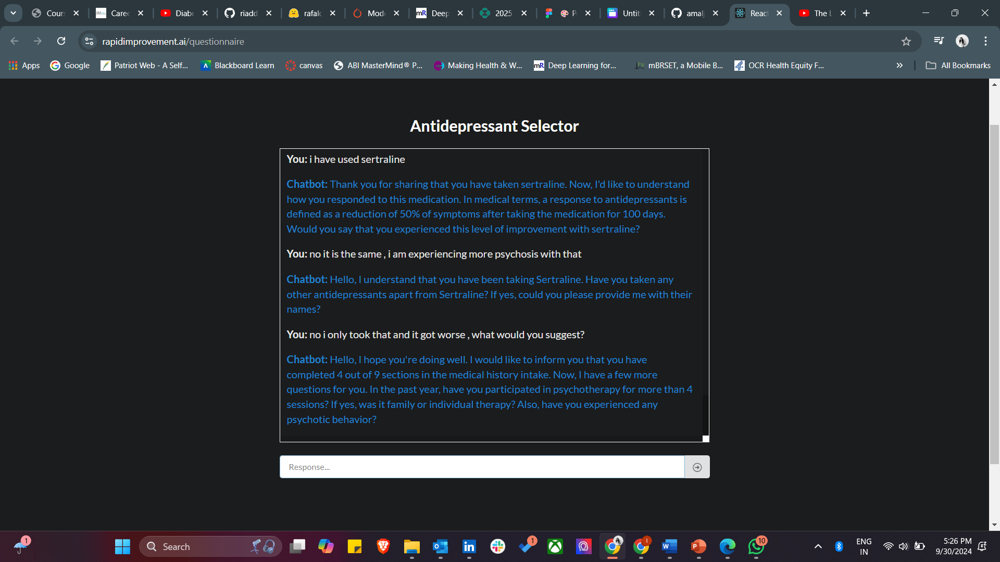 Cours
Caree
Diabe
riadd
rafalo
Mode
mR Deep
2025
P
Untit
amalj
React
The L
rapidimprovement.ai/questionnaire
Apps
Google
Patriot Web - A Self...
Blackboard Learn
canvas
ABI MasterMind® P...
Making Health & W...
mR Deep Learning for...
mBRSET, a Mobile B...
OCR Health Equity F...
All Bookmarks
Antidepressant Selector
You: i have used sertraline
Chatbot: Thank you for sharing that you have taken sertraline. Now, I'd like to understand
how you responded to this medication. In medical terms, a response to antidepressants is
defined as a reduction of 50% of symptoms after taking the medication for 100 days.
Would you say that you experienced this level of improvement with sertraline?
You: no it is the same , i am experiencing more psychosis with that
Chatbot: Hello, I understand that you have been taking Sertraline. Have you taken any
other antidepressants apart from Sertraline? If yes, could you please provide me with their
names?
You: no i only took that and it got worse , what would you suggest?
Chatbot: Hello, I hope you're doing well. I would like to inform you that you have
completed 4 out of 9 sections in the medical history intake. Now, I have a few more
questions for you. In the past year, have you participated in psychotherapy for more than 4
sessions? If yes, was it family or individual therapy? Also, have you experienced any
psychotic behavior?
Response...
1
Search
1
10
ENG
IN
5:26 PM
9/30/2024